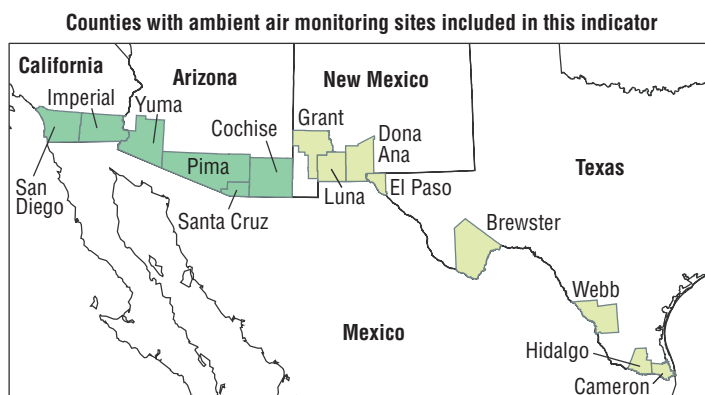 Counties with ambient air monitoring sites included in this indicator
California
Arizona
New Mexico
Imperial
Yuma
Grant
Cochise
Dona
Ana
Pima
Texas
San
Diego
Santa Cruz
Luna
El Paso
Brewster
Webb
Mexico
Hidalgo
Cameron